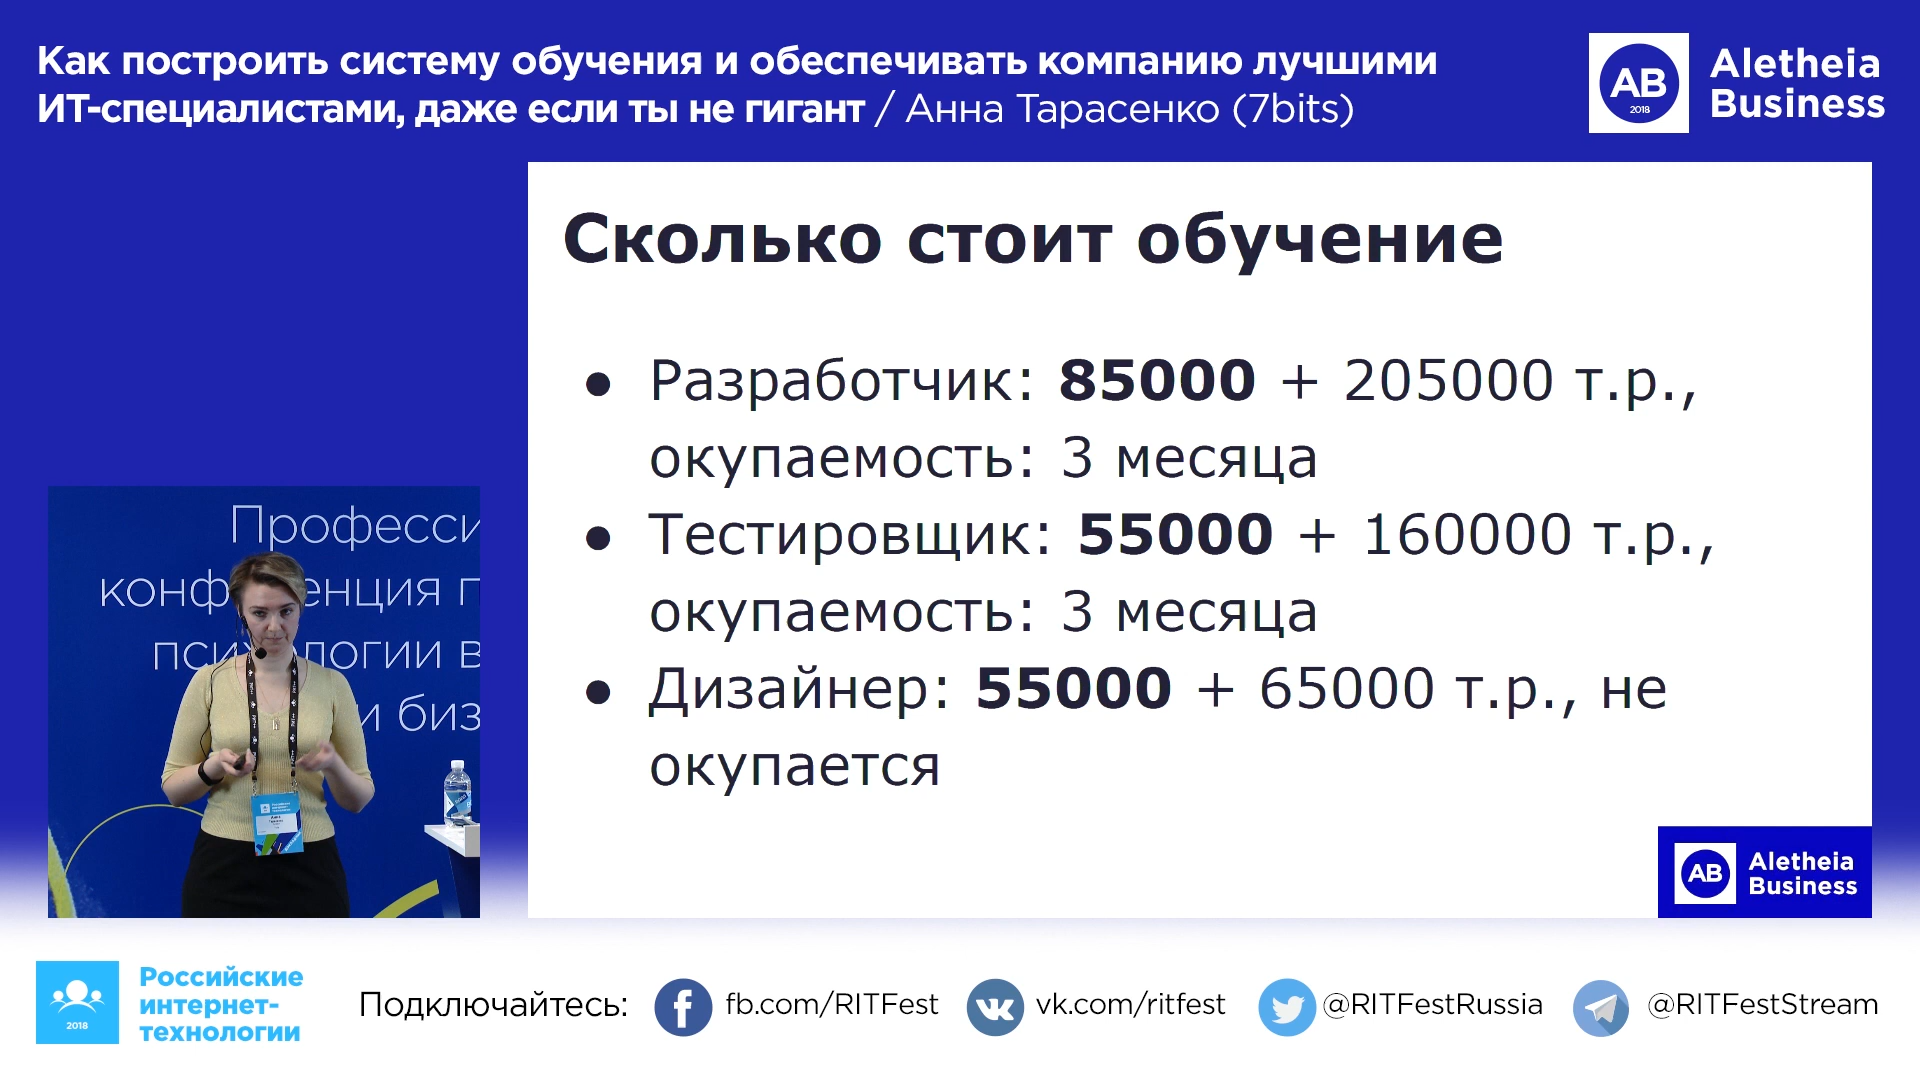 Как построить систему обучения и обеспечивать компанию лучшими
ИТ-специалистами, даже если ты не гигант / Анна Тарасенко (7bits)
AB
2018
Aletheia
Business
Сколько стоит обучение
● Разработчик: 85000 + 205000 т.р.,
окупаемость: 3 месяца
● Тестировщик: 55000 + 160000 т.р.,
окупаемость: 3 месяца
● Дизайнер: 55000 + 65000 т.р., не
окупается
AB
Aletheia
Business
Професси
конф енция п
пси логии в
и биз
2018
Российские
интернет-
технологии
Подключайтесь:
fb.com/RITFest
vk.com/ritfest
@RITFestRussia
@RITFestStream